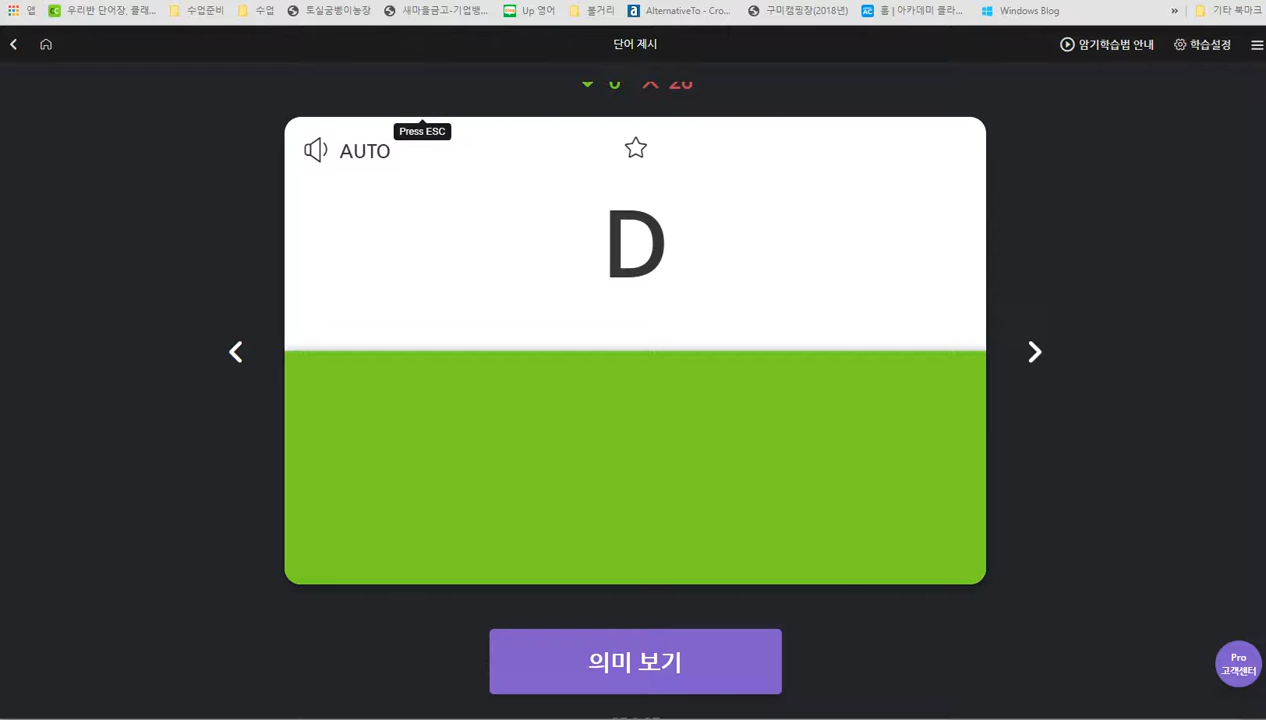 앱 우리반 단어장, 클래... 수업준비 수업 토실굼벵이농장 새마을금고-기업뱅... Up 영어 볼거리 AlternativeTo - Cro... 구미캠핑장(2018년) 홈 | 아카데미 클라... Windows Blog » 기타 북마크
단어 제시
암기학습법 안내 학습설정
Press ESC
AUTO
D
의미 보기
Pro
고객센터